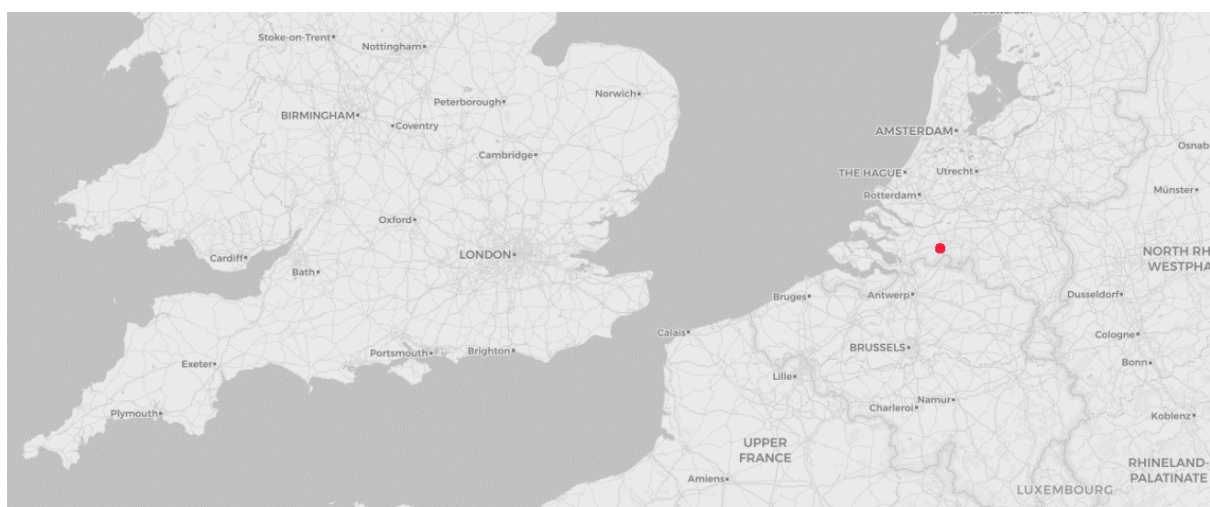 Stoke-on-Trent
Nottingham
BIRMINGHAM
Coventry
Peterborough
Norwich
Cambridge
AMSTERDAM
THE HAGUE
Utrecht
Rotterdam
Münster
Oxford
LONDON
Cardiff
Bath
NORTH RH
WESTPHA
Bruges
Antwerp
Dusseldorf
Calais
Cologne
Portsmouth
Brighton
BRUSSELS
Exeter
Lille
Bonn
Plymouth
Charleroi
Namur
Koblenz
UPPER
FRANCE
RHINELAND-
PALATINATE
Amiens
LUXEMBOURG
Osnab